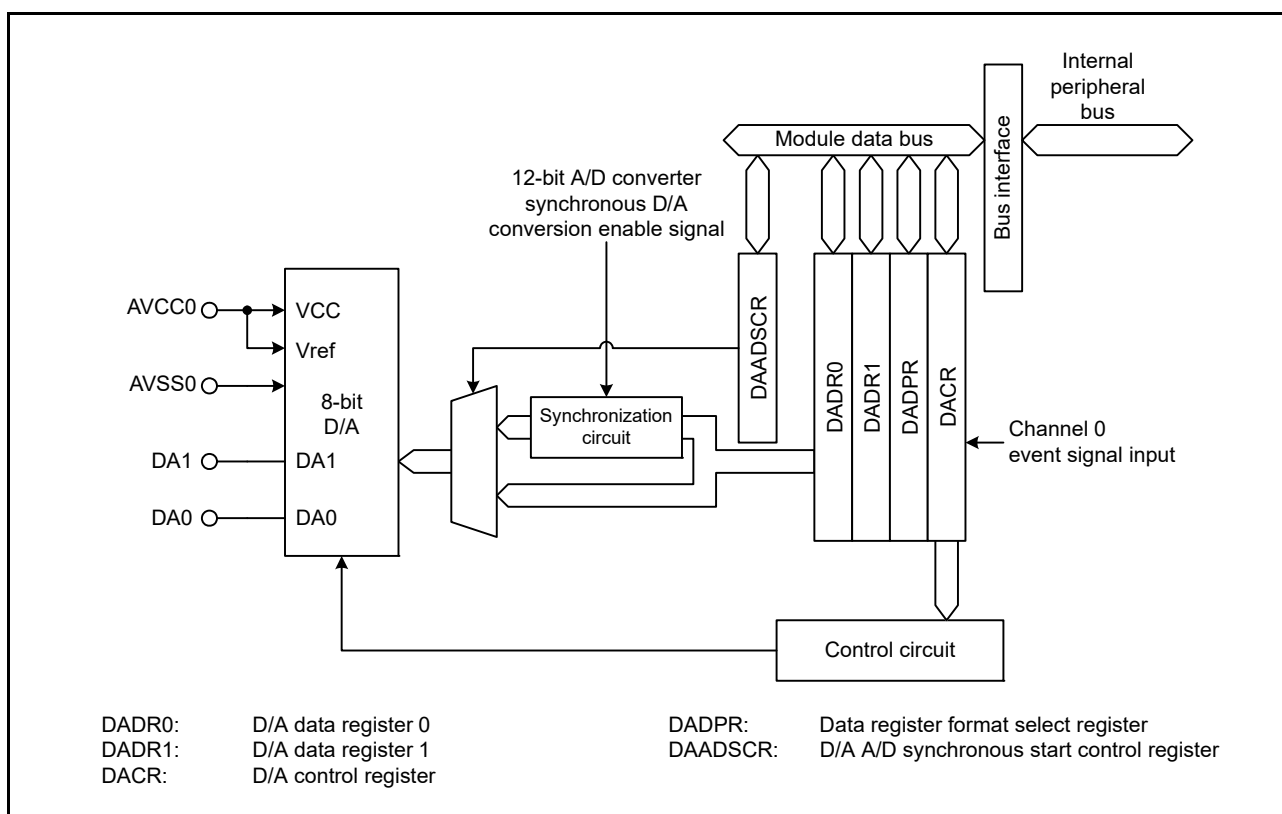 Internal
peripheral
bus
Module data bus
Bus interface
12-bit A/D converter
synchronous D/A
conversion enable signal
AVCC0
VCC
Vref
AVSS0
8-bit
D/A
DA1
DA1
DA0
DA0
Synchronization
circuit
DAADSCR
DADR0
DADR1
DADPR
DACR
Channel 0
event signal input
Control circuit
DADR0: D/A data register 0
DADR1: D/A data register 1
DACR: D/A control register
DADPR: Data register format select register
DAADSCR: D/A A/D synchronous start control register